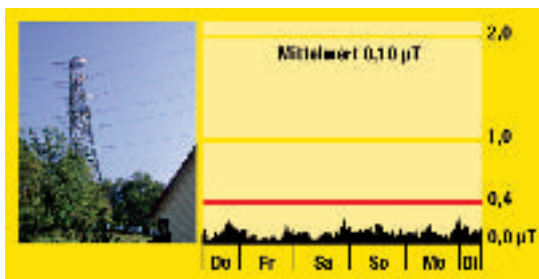 2,0
Mittelwert 0,10 µT
1,0
0,4
0,0 µT
Do Fr Sa So Mo Di